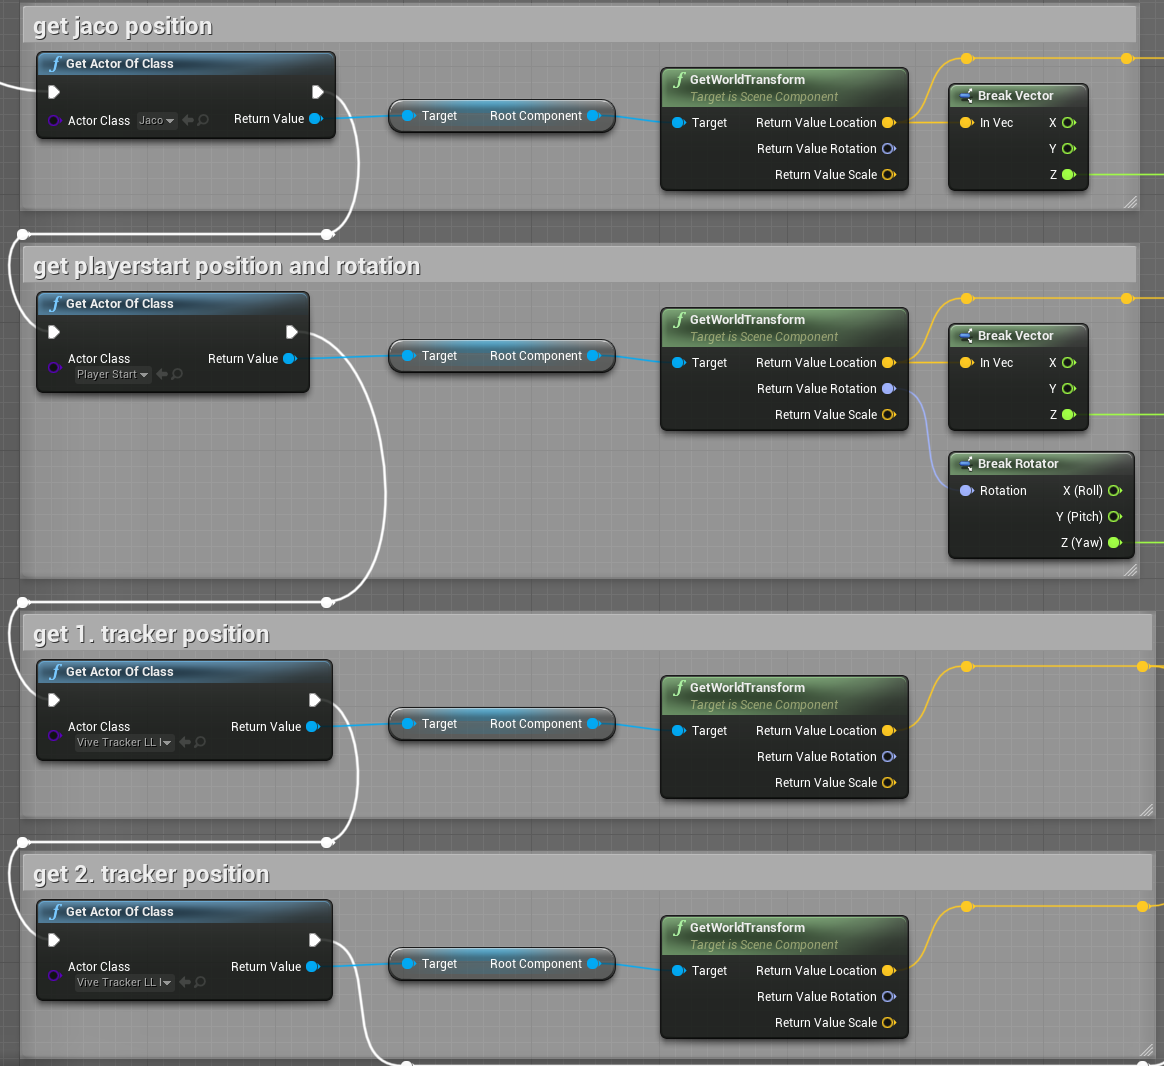 get jaco position
f Get Actor Of Class
Actor Class Jaco
Return Value
Target Root Component
f GetWorldTransform
Target is Scene Component
Target Return Value Location
Return Value Rotation
Return Value Scale
Break Vector
In Vec X
Y
Z
get playerstart position and rotation
f Get Actor Of Class
Actor Class Return Value
Player Start
Target Root Component
f GetWorldTransform
Target is Scene Component
Target Return Value Location
Return Value Rotation
Return Value Scale
Break Vector
In Vec X
Y
Z
Break Rotator
Rotation X (Roll)
Y (Pitch)
Z (Yaw)
get 1. tracker position
f Get Actor Of Class
Actor Class Return Value
Vive Tracker LL
Target Root Component
f GetWorldTransform
Target is Scene Component
Target Return Value Location
Return Value Rotation
Return Value Scale
get 2. tracker position
f Get Actor Of Class
Actor Class Return Value
Vive Tracker LL
Target Root Component
f GetWorldTransform
Target is Scene Component
Target Return Value Location
Return Value Rotation
Return Value Scale